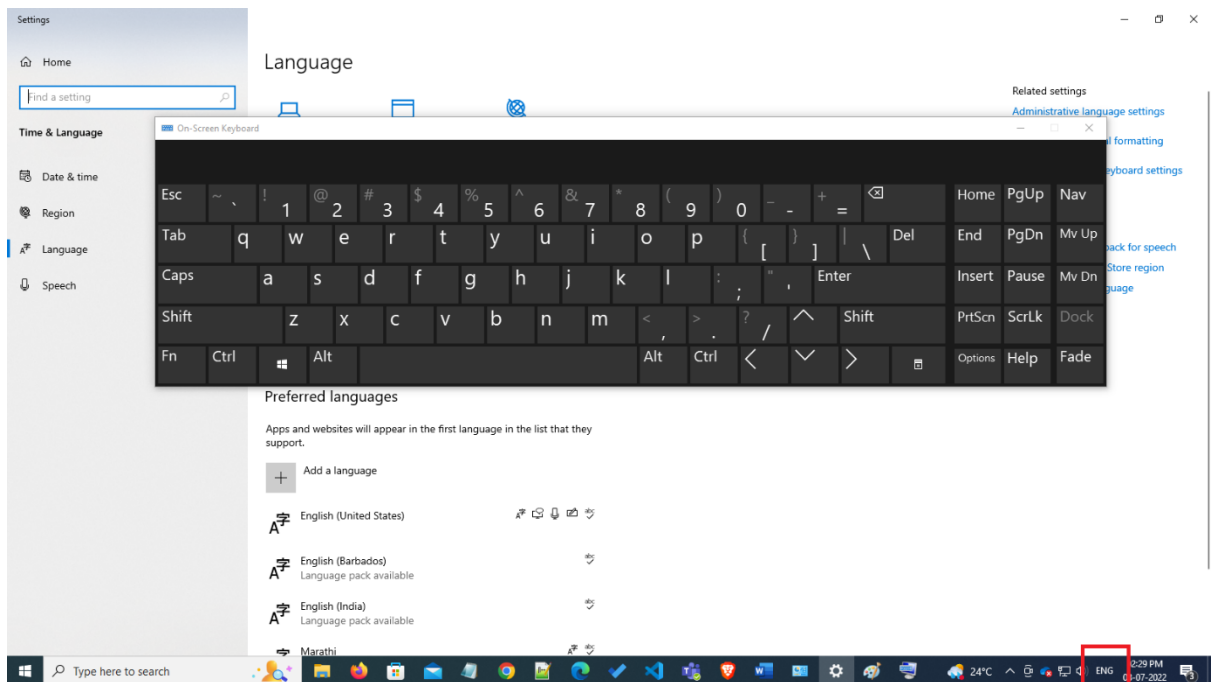 Settings
Home
Find a setting
Time & Language
Date & time
Region
Language
Speech
Language
Related settings
Administrative language settings
l formatting
eyboard settings
ack for speech
Store region
guage
On-Screen Keyboard
Esc ~ ` ! 1 @ 2 # 3 $ 4 % 5 ^ 6 & 7 * 8 ( 9 ) 0 _ - + = Home PgUp Nav
Tab q w e r t y u i o p { [ } ] | \ Del End PgDn Mv Up
Caps a s d f g h j k l : ; " ' Enter Insert Pause Mv Dn
Shift z x c v b n m < , > . ? / Shift PrtScn ScrLk Dock
Fn Ctrl Alt Alt Ctrl Options Help Fade
Preferred languages
Apps and websites will appear in the first language in the list that they
support.
Add a language
English (United States)
English (Barbados)
Language pack available
English (India)
Language pack available
Marathi
Type here to search
24°C
ENG
2:29 PM
-07-2022